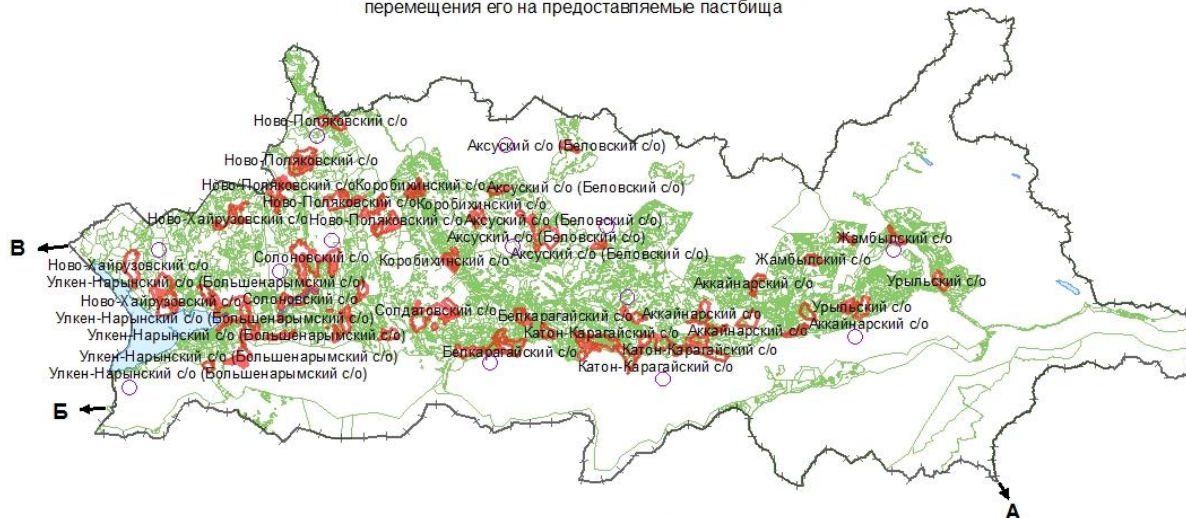 перемещения его на предоставляемые пастбища
Ново-Поляковский с/о
Аксуский с/о (Беловский с/о)
Ново-Поляковский с/о
Ново-Поляковский с/о
Коробихинский с/о
Аксуский с/о (Беловский с/о)
Ново-Поляковский с/о
Коробихинский с/о
Ново-Хайрузовский с/о
Ново-Поляковский с/о
Аксуский с/о (Беловский с/о)
Аксуский с/о (Беловский с/о)
Жамбылский с/о
В
Аксуский с/о (Беловский с/о)
Солоновский с/о
Коробихинский с/о
Жамбылский с/о
Ново-Хайрузовский с/о
Улкен-Нарынский с/о (Большенарымский с/о)
Аккайнарский с/о
Урыльский с/о
Ново-Хайрузовский с/о
Солоновский с/о
Солдатовский с/о
Урыльский с/о
Улкен-Нарынский с/о (Большенарымский с/о)
Белкарагайский с/о
Аккайнарский с/о
Аккайнарский с/о
Улкен-Нарынский с/о (Большенарымский с/о)
Катон-Карагайский с/о
Аккайнарский с/о
Улкен-Нарынский с/о (Большенарымский с/о)
Белкарагайский с/о
Катон-Карагайский с/о
Улкен-Нарынский с/о (Большенарымский с/о)
Катон-Карагайский с/о
Б
А